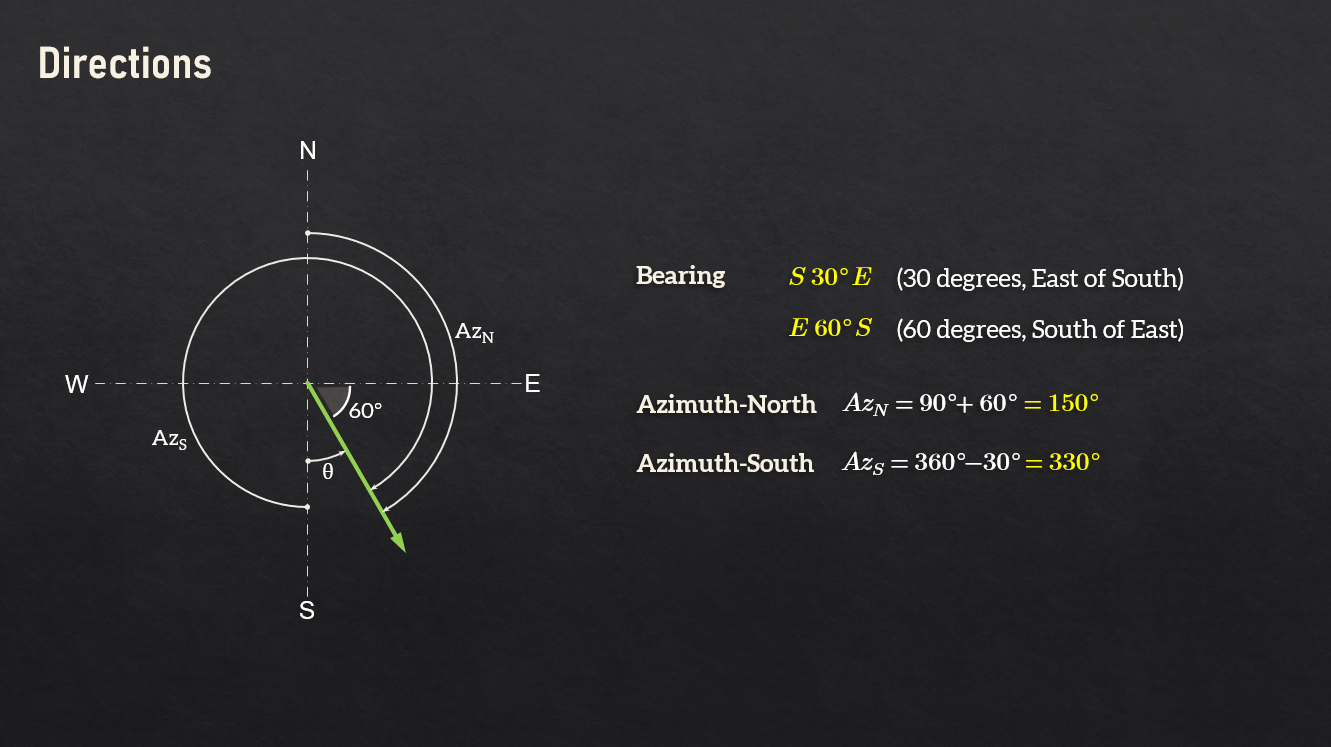 Directions
N
Az_N
W
E
60°
Az_S
θ
S
Bearing S 30° E (30 degrees, East of South)
E 60° S (60 degrees, South of East)
Azimuth-North Az_N = 90°+ 60° = 150°
Azimuth-South Az_S = 360°−30° = 330°